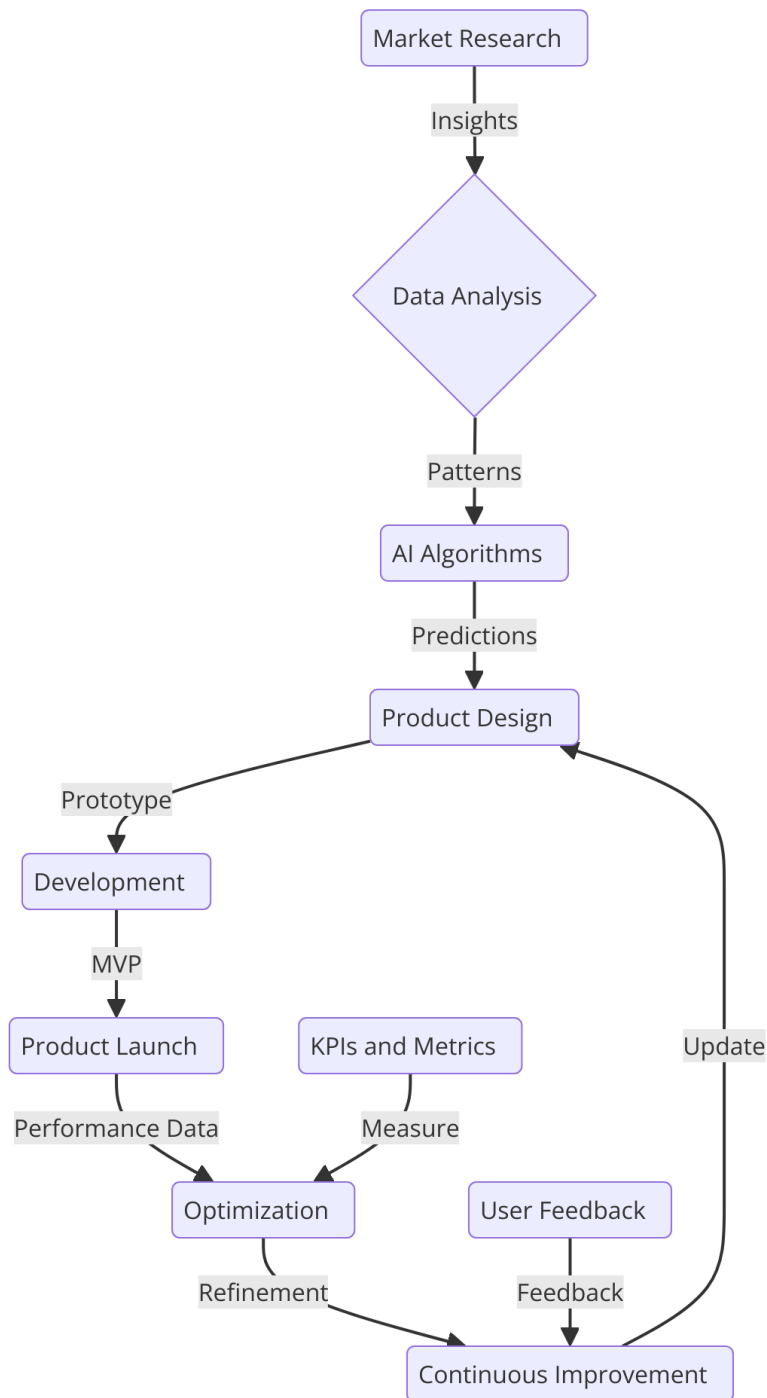 Market Research
Insights
Data Analysis
Patterns
AI Algorithms
Predictions
Product Design
Prototype
Development
MVP
Product Launch
KPIs and Metrics
Update
Performance Data
Measure
Optimization
User Feedback
Refinement
Feedback
Continuous Improvement